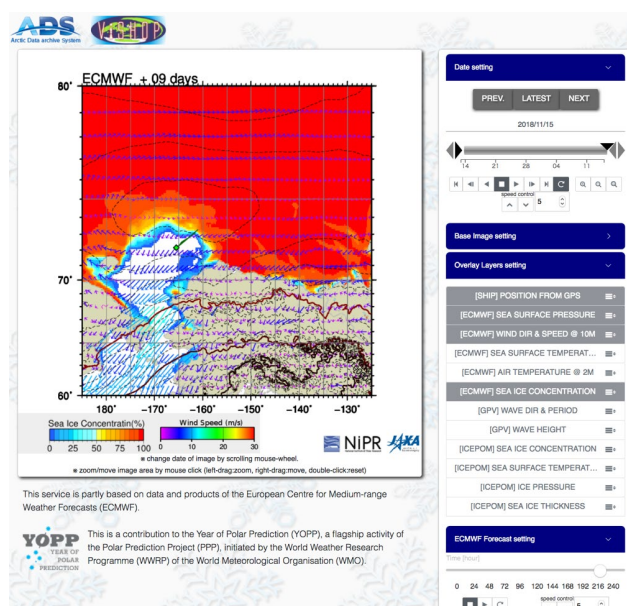 ADS
Arctic Data archive System
VISHOP
Date setting
PREV. LATEST NEXT
2018/11/15
14 21 28 04 11
speed control
5
Base Image setting
Overlay Layers setting
[SHIP] POSITION FROM GPS
[ECMWF] SEA SURFACE PRESSURE
[ECMWF] WIND DIR & SPEED @ 10M
[ECMWF] SEA SURFACE TEMPERAT...
[ECMWF] AIR TEMPERATURE @ 2M
[ECMWF] SEA ICE CONCENTRATION
[GPV] WAVE DIR & PERIOD
[GPV] WAVE HEIGHT
[ICEPOM] SEA ICE CONCENTRATION
[ICEPOM] SEA SURFACE TEMPERAT...
[ICEPOM] ICE PRESSURE
[ICEPOM] SEA ICE THICKNESS
ECMWF Forecast setting
Time [hour]
0 24 48 72 96 120 144 168 192 216 240
speed control
5
ECMWF + 09 days
80°
70°
60°
180° -170° -160° -150° -140° -130°
Sea Ice Concentratin(%)
0 25 50 75 100
Wind Speed (m/s)
0 10 20 30
NiPR JAXA
※ change date of image by scrolling mouse-wheel.
※ zoom/move image area by mouse click (left-drag:zoom, right-drag:move, double-click:reset)
This service is partly based on data and products of the European Centre for Medium-range
Weather Forecasts (ECMWF).
YOPP
YEAR OF
POLAR
PREDICTION
This is a contribution to the Year of Polar Prediction (YOPP), a flagship activity of
the Polar Prediction Project (PPP), initiated by the World Weather Research
Programme (WWRP) of the World Meteorological Organisation (WMO).